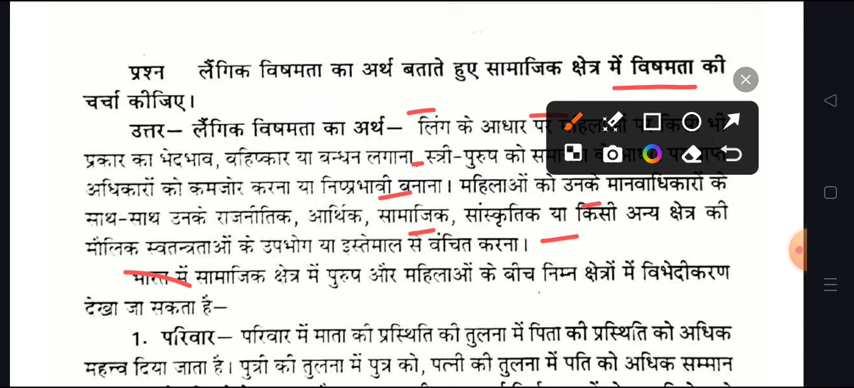 प्रश्न लैंगिक विषमता का अर्थ बताते हुए सामाजिक क्षेत्र में विषमता की
चर्चा कीजिए।
उत्तर– लैंगिक विषमता का अर्थ– लिंग के आधार पर
प्रकार का भेदभाव, बहिष्कार या बन्धन लगाना, स्त्री-पुरुष को
अधिकारों को कमजोर करना या निष्प्रभावी बनाना। महिलाओं को उनके मानवाधिकारों के
साथ-साथ उनके राजनीतिक, आर्थिक, सामाजिक, सांस्कृतिक या किसी अन्य क्षेत्र की
मौलिक स्वतन्त्रताओं के उपभोग या इस्तेमाल से वंचित करना।
भारत में सामाजिक क्षेत्र में पुरुष और महिलाओं के बीच निम्न क्षेत्रों में विभेदीकरण
देखा जा सकता है–
1. परिवार– परिवार में माता की प्रस्थिति की तुलना में पिता की प्रस्थिति को अधिक
महत्त्व दिया जाता है। पुत्री की तुलना में पुत्र को, पत्नी की तुलना में पति को अधिक सम्मान